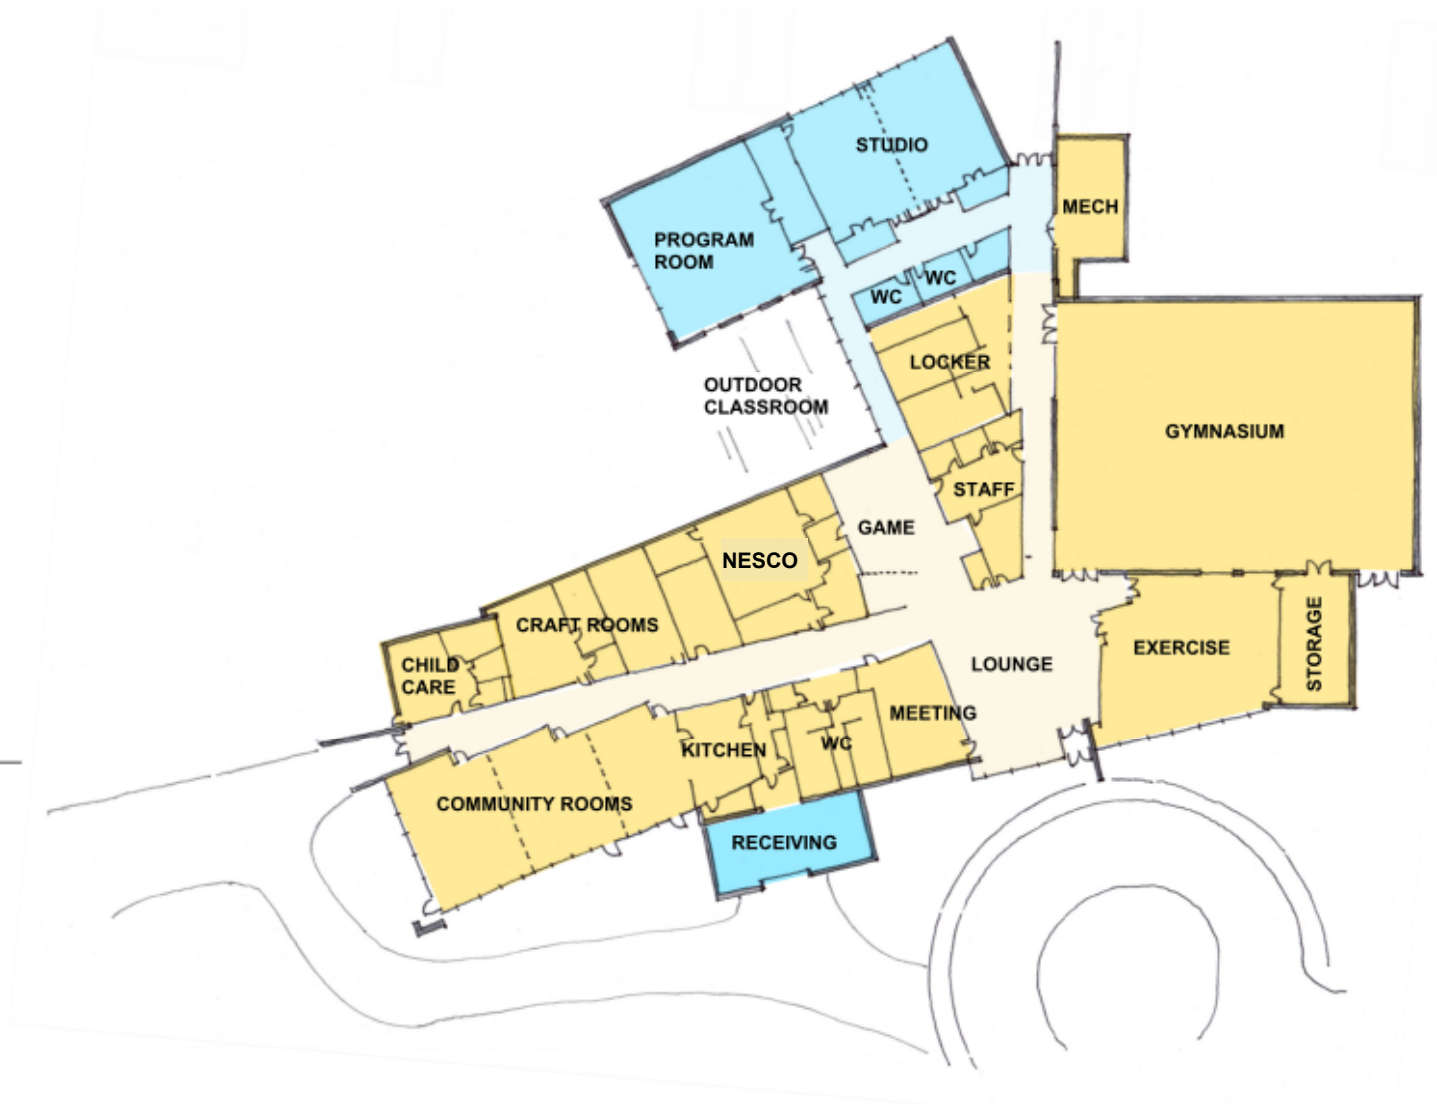 STUDIO
MECH
PROGRAM
ROOM
WC
WC
LOCKER
OUTDOOR
CLASSROOM
GYMNASIUM
STAFF
GAME
NESCO
CRAFT ROOMS
CHILD
CARE
LOUNGE
EXERCISE
STORAGE
MEETING
KITCHEN
WC
COMMUNITY ROOMS
RECEIVING